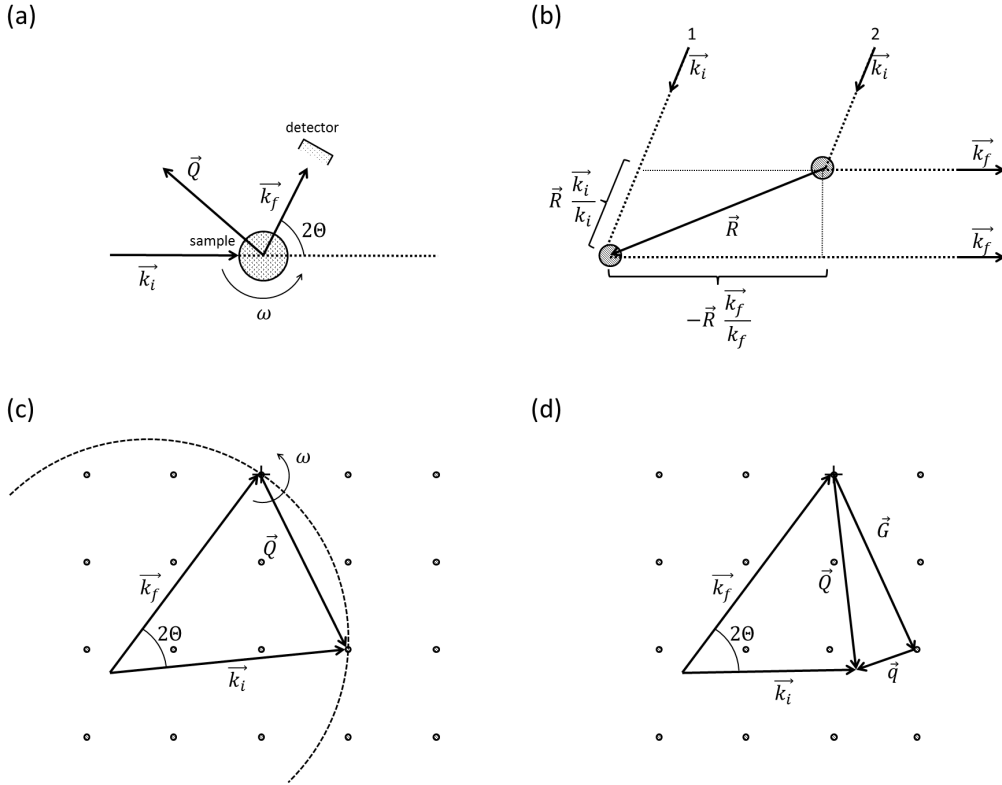 (a)
detector
Q⃗
k_f⃗
2Θ
sample
k_i⃗
ω
(b)
1
2
k_i⃗
k_i⃗
k_f⃗
R⃗ k_i⃗/k_i
R⃗
k_f⃗
−R⃗ k_f⃗/k_f
(c)
ω
Q⃗
k_f⃗
2Θ
k_i⃗
(d)
G⃗
k_f⃗
Q⃗
2Θ
k_i⃗
q⃗